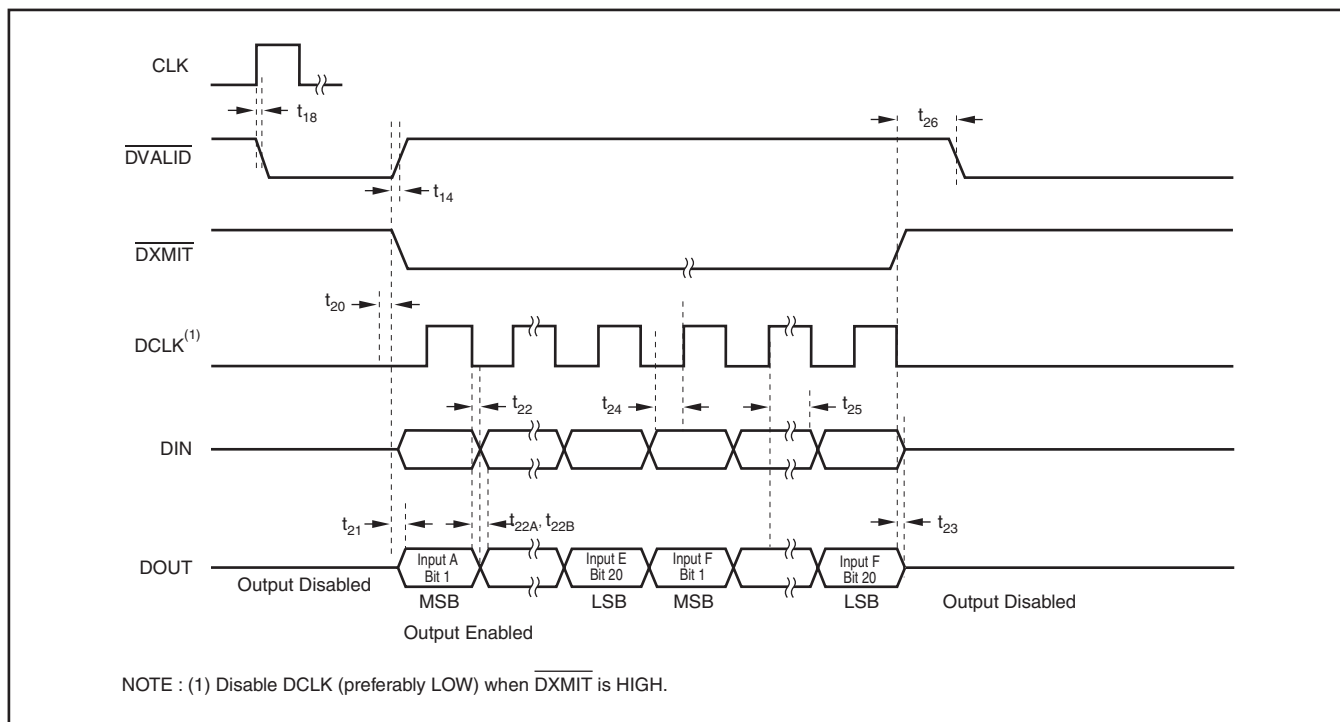 CLK
t18
t26
DVALID
t14
DXMIT
t20
DCLK(1)
t22
t24
t25
DIN
t21
t22A, t22B
t23
DOUT
Input A
Bit 1
Input E
Bit 20
Input F
Bit 1
Input F
Bit 20
Output Disabled
MSB
LSB
MSB
LSB
Output Disabled
Output Enabled
NOTE : (1) Disable DCLK (preferably LOW) when DXMIT is HIGH.